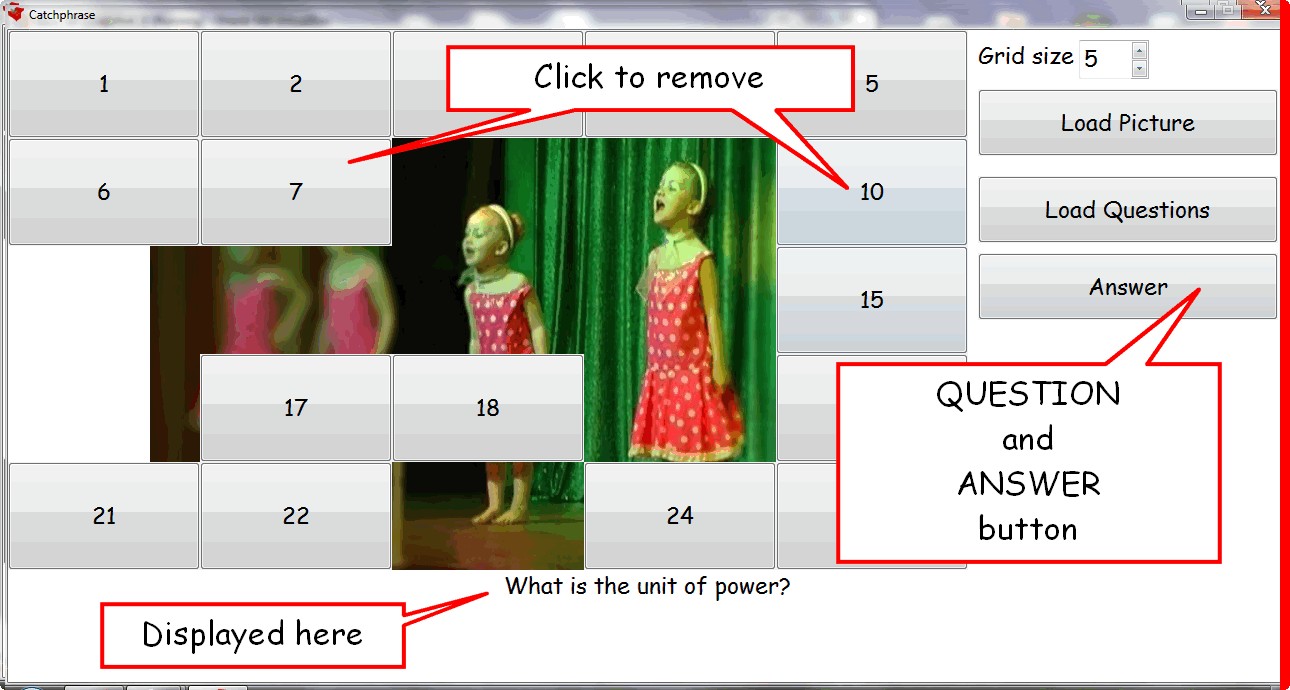 Catchphrase
1
2
Click to remove
5
Grid size 5
Load Picture
6
7
10
Load Questions
15
Answer
17
18
QUESTION
and
ANSWER
button
21
22
24
What is the unit of power?
Displayed here